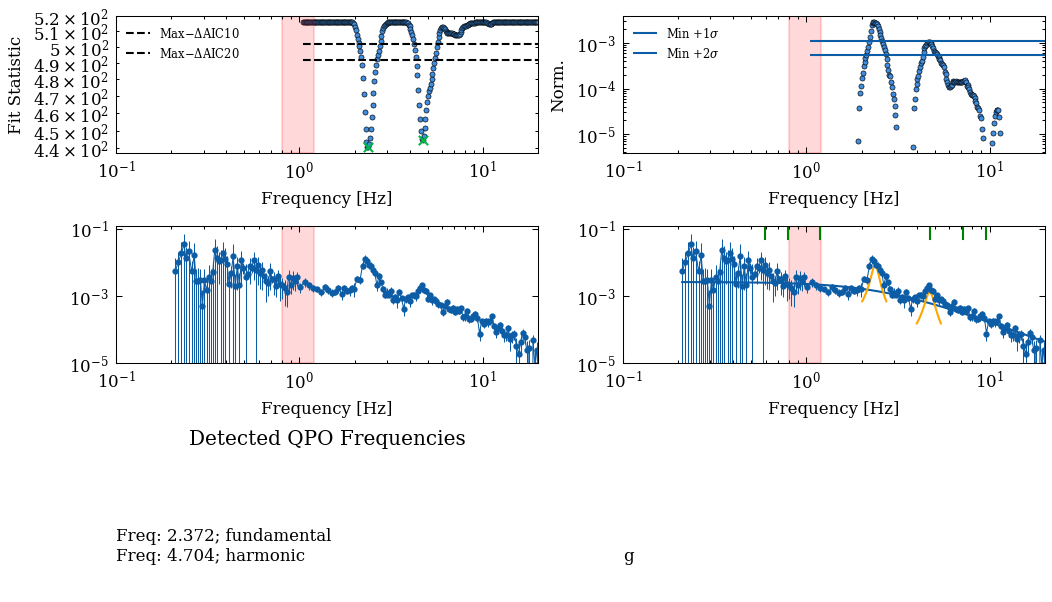 5.2 × 10²
5.1 × 10²
5 × 10²
4.9 × 10²
4.8 × 10²
4.7 × 10²
4.6 × 10²
4.5 × 10²
4.4 × 10²
Fit Statistic
Max−ΔAIC10
Max−ΔAIC20
10⁻¹ 10⁰ 10¹
Frequency [Hz]
10⁻³
10⁻⁴
10⁻⁵
Norm.
Min +1σ
Min +2σ
10⁻¹ 10⁰ 10¹
Frequency [Hz]
10⁻¹
10⁻³
10⁻⁵
10⁻¹ 10⁰ 10¹
Frequency [Hz]
10⁻¹
10⁻³
10⁻⁵
10⁻¹ 10⁰ 10¹
Frequency [Hz]
Detected QPO Frequencies
Freq: 2.372; fundamental
Freq: 4.704; harmonic
g